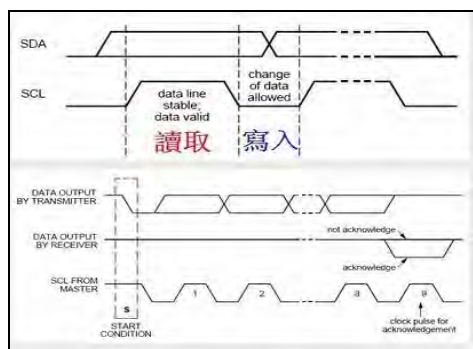 SDA
SCL
data line
stable;
data valid
change
of data
allowed
讀取
寫入
DATA OUTPUT
BY TRANSMITTER
DATA OUTPUT
BY RECEIVER
not acknowledge
acknowledge
SCL FROM
MASTER
1
2
8
9
S
START
CONDITION
clock pulse for
acknowledgement